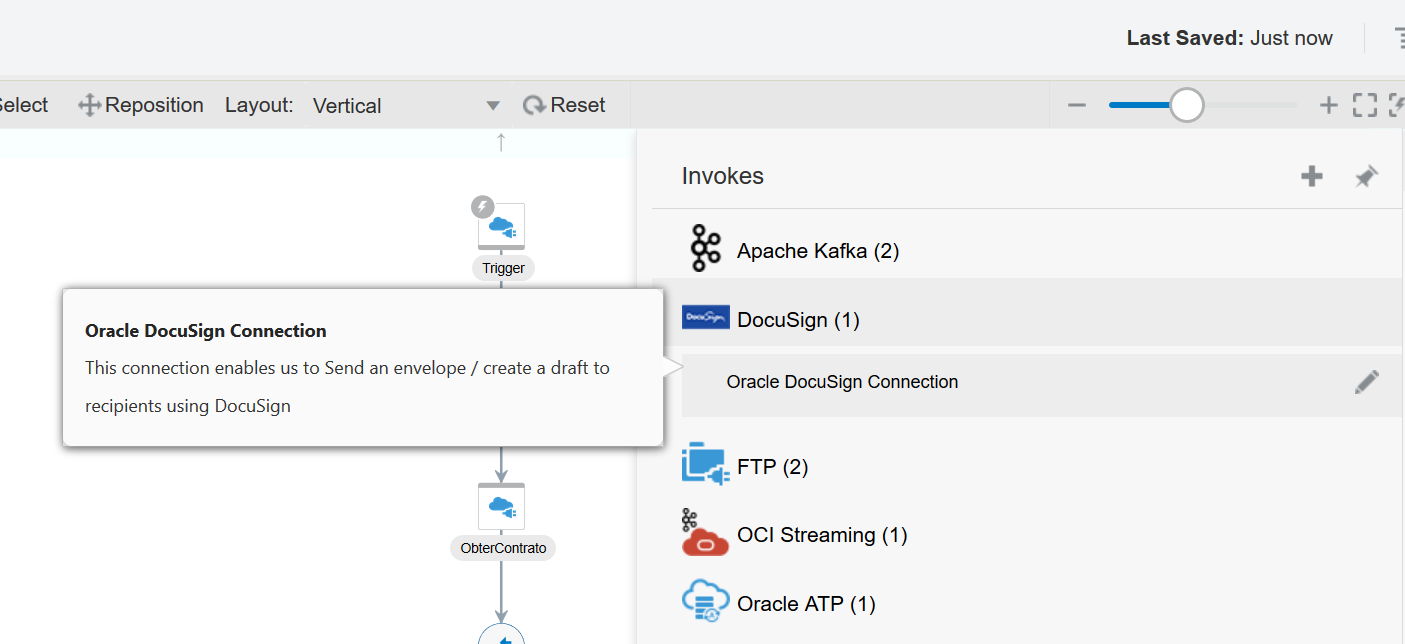 Last Saved: Just now
Select Reposition Layout: Vertical Reset
Invokes
Trigger
Apache Kafka (2)
DocuSign DocuSign (1)
Oracle DocuSign Connection
This connection enables us to Send an envelope / create a draft to
recipients using DocuSign
Oracle DocuSign Connection
FTP (2)
ObterContrato
OCI Streaming (1)
Oracle ATP (1)